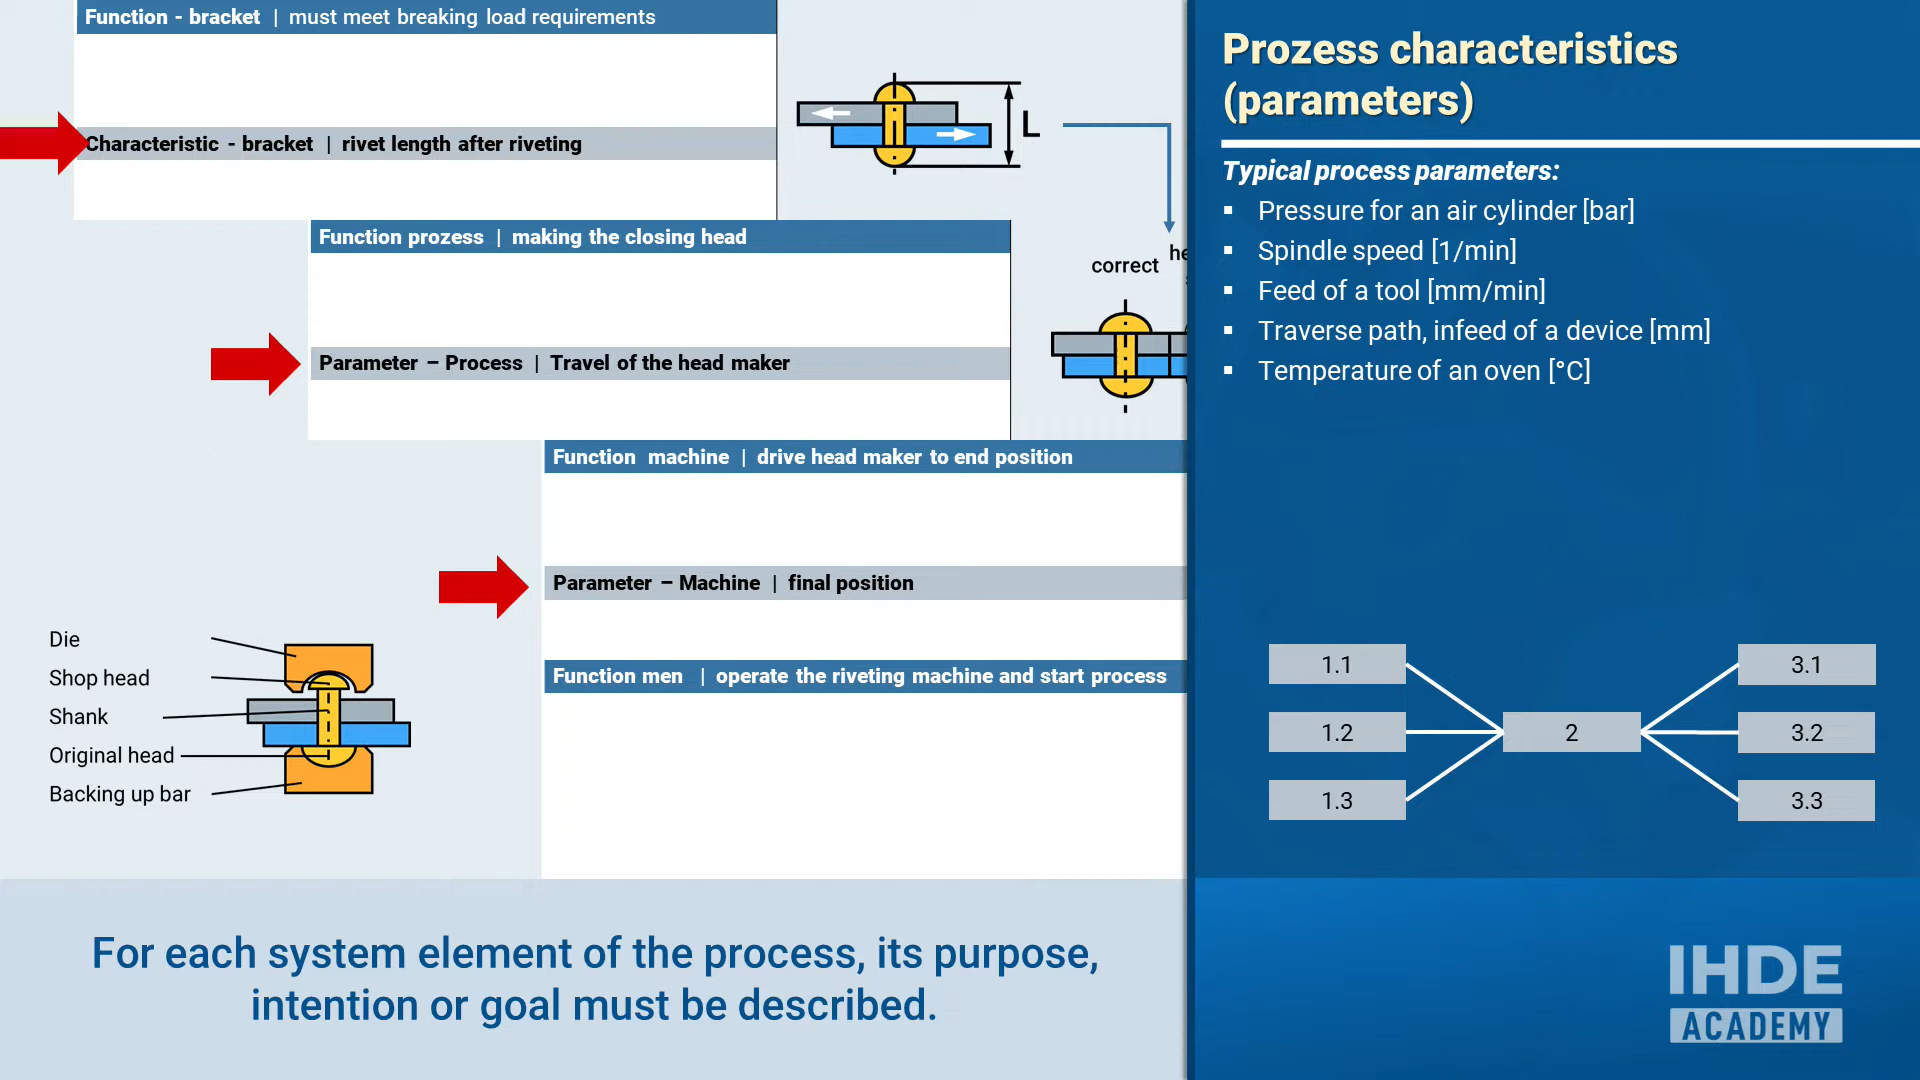 Function - bracket | must meet breaking load requirements
Characteristic - bracket | rivet length after riveting
L
Function prozess | making the closing head
correct
he
Parameter – Process | Travel of the head maker
Function machine | drive head maker to end position
Parameter – Machine | final position
Function men | operate the riveting machine and start process
Die
Shop head
Shank
Original head
Backing up bar
For each system element of the process, its purpose,
intention or goal must be described.
Prozess characteristics
(parameters)
Typical process parameters:
▪ Pressure for an air cylinder [bar]
▪ Spindle speed [1/min]
▪ Feed of a tool [mm/min]
▪ Traverse path, infeed of a device [mm]
▪ Temperature of an oven [°C]
1.1
1.2
1.3
2
3.1
3.2
3.3
IHDE
ACADEMY